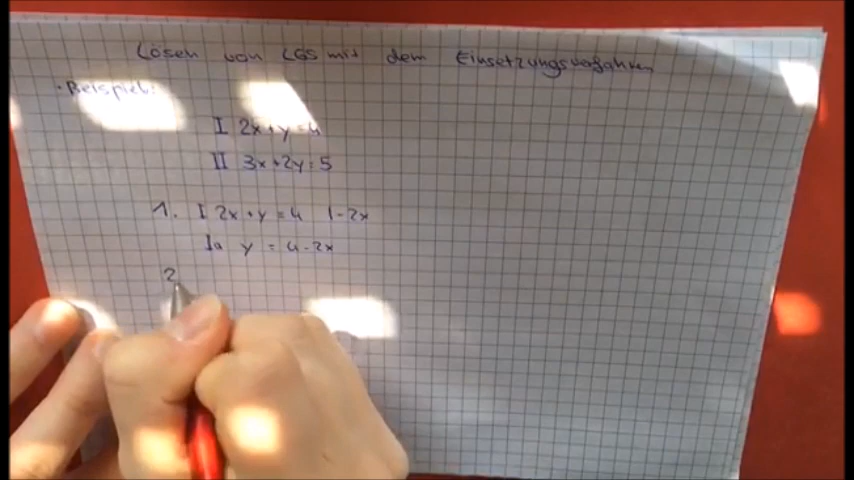 Lösen von LGS mit dem Einsetzungsverfahren
• Beispiel:
I 2x+y=4
II 3x+2y=5
1. I 2x+y=4 |-2x
Ia y = 4-2x
2